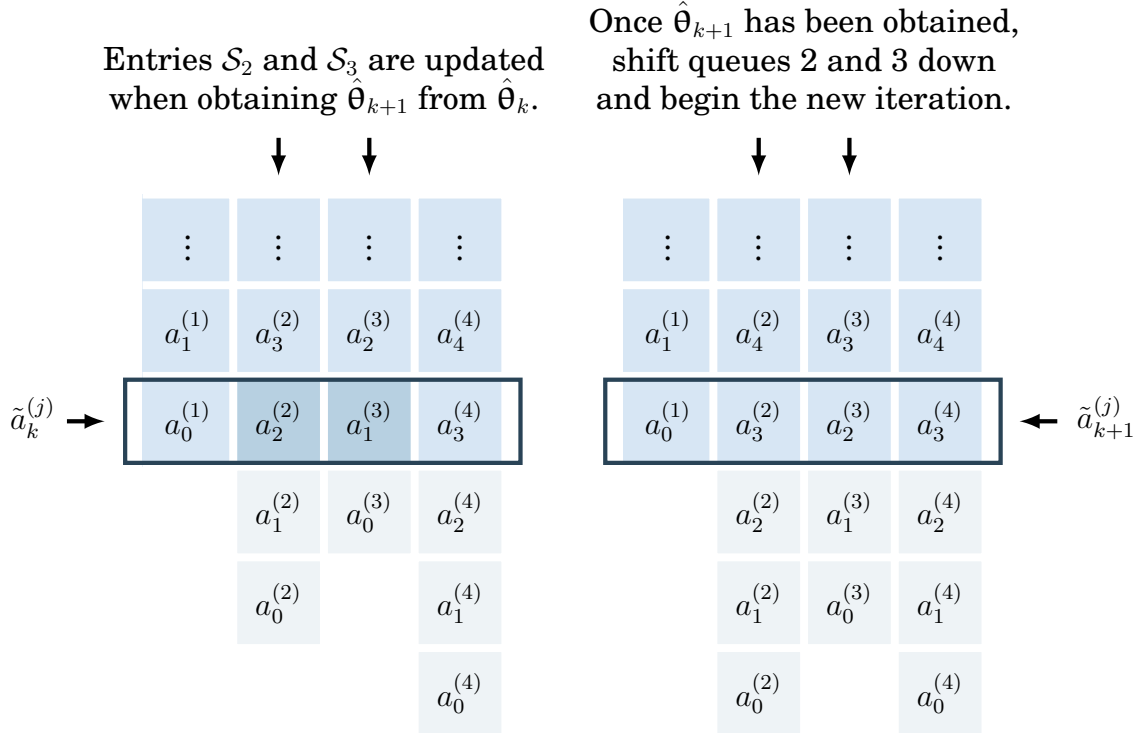 Entries 𝒮₂ and 𝒮₃ are updated
when obtaining θ̂ₖ₊₁ from θ̂ₖ.
Once θ̂ₖ₊₁ has been obtained,
shift queues 2 and 3 down
and begin the new iteration.
⋮ ⋮ ⋮ ⋮ ⋮ ⋮ ⋮ ⋮
a₁⁽¹⁾ a₃⁽²⁾ a₂⁽³⁾ a₄⁽⁴⁾ a₁⁽¹⁾ a₄⁽²⁾ a₃⁽³⁾ a₄⁽⁴⁾
ãₖ⁽ʲ⁾ a₀⁽¹⁾ a₂⁽²⁾ a₁⁽³⁾ a₃⁽⁴⁾ a₀⁽¹⁾ a₃⁽²⁾ a₂⁽³⁾ a₃⁽⁴⁾ ãₖ₊₁⁽ʲ⁾
a₁⁽²⁾ a₀⁽³⁾ a₂⁽⁴⁾ a₂⁽²⁾ a₁⁽³⁾ a₂⁽⁴⁾
a₀⁽²⁾ a₁⁽⁴⁾ a₁⁽²⁾ a₀⁽³⁾ a₁⁽⁴⁾
a₀⁽⁴⁾ a₀⁽²⁾ a₀⁽⁴⁾